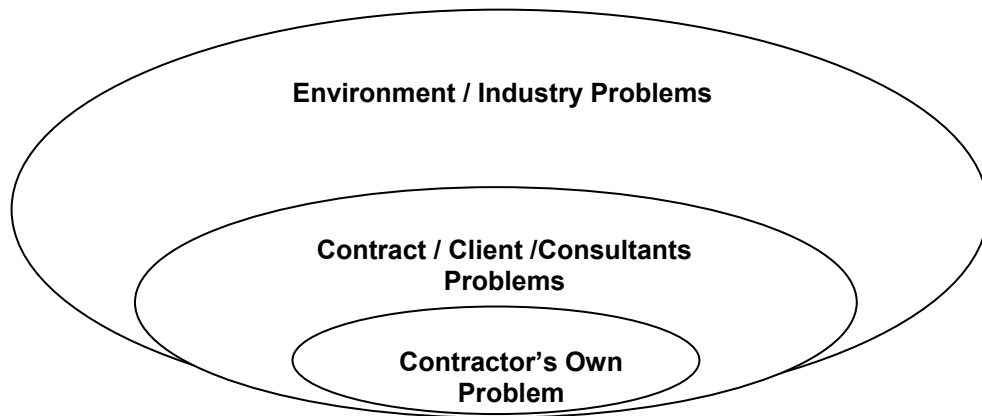 Environment / Industry Problems
Contract / Client /Consultants
Problems
Contractor’s Own
Problem